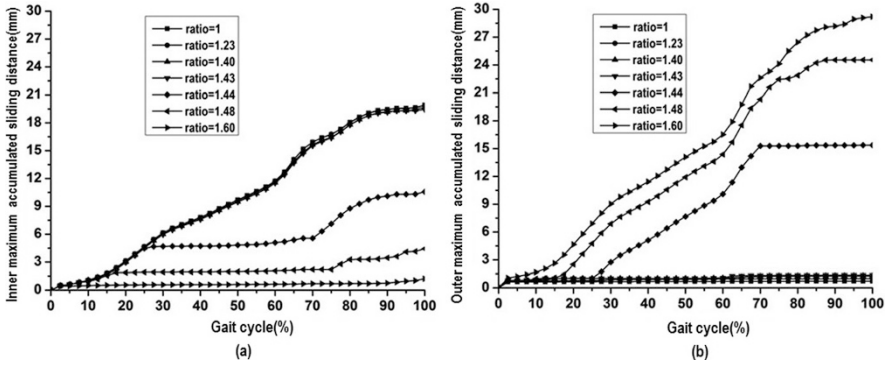 (a)
30
27
24
21
18
15
12
9
6
3
0
Inner maximum accumulated sliding distance(mm)
ratio=1
ratio=1.23
ratio=1.40
ratio=1.43
ratio=1.44
ratio=1.48
ratio=1.60
0 10 20 30 40 50 60 70 80 90 100
Gait cycle(%)
(a)
(b)
30
27
24
21
18
15
12
9
6
3
0
Outer maximum accumulated sliding distance(mm)
ratio=1
ratio=1.23
ratio=1.40
ratio=1.43
ratio=1.44
ratio=1.48
ratio=1.60
0 10 20 30 40 50 60 70 80 90 100
Gait cycle(%)
(b)